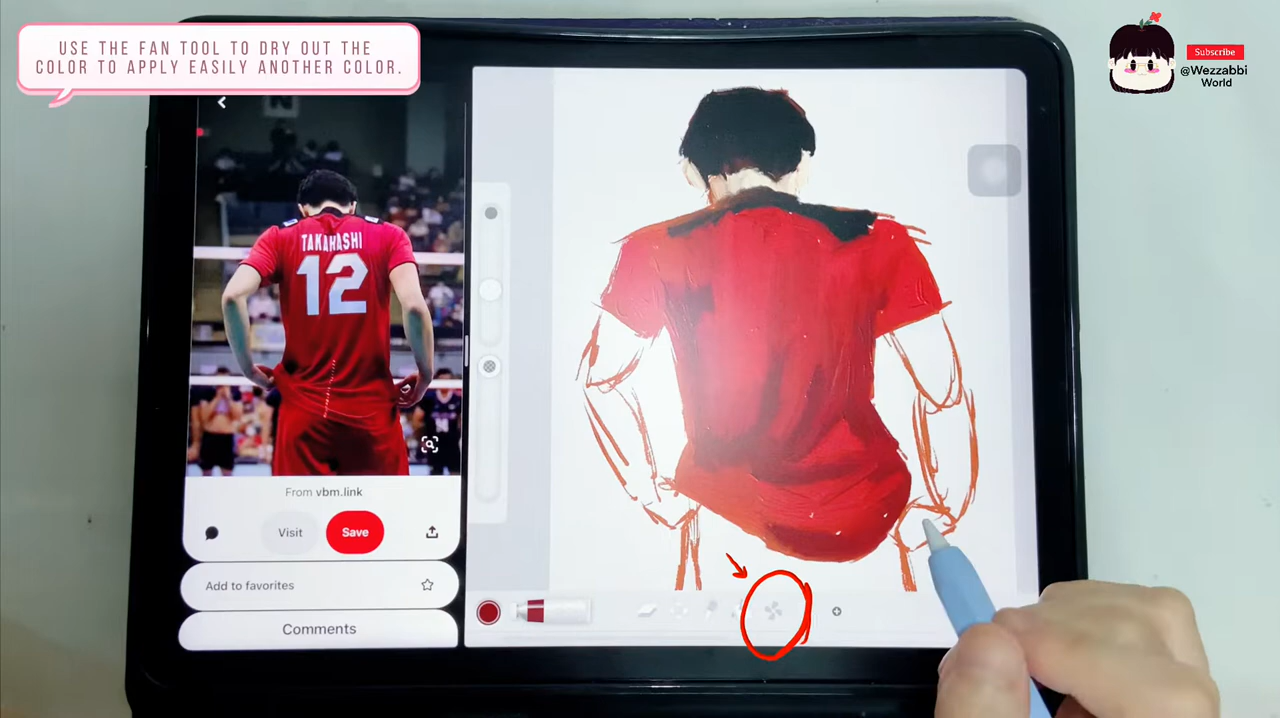 USE THE FAN TOOL TO DRY OUT THE
COLOR TO APPLY EASILY ANOTHER COLOR.
Subscribe
@Wezzabbi
World
TAKAHASHI
12
From vbm.link
Visit
Save
Add to favorites
Comments